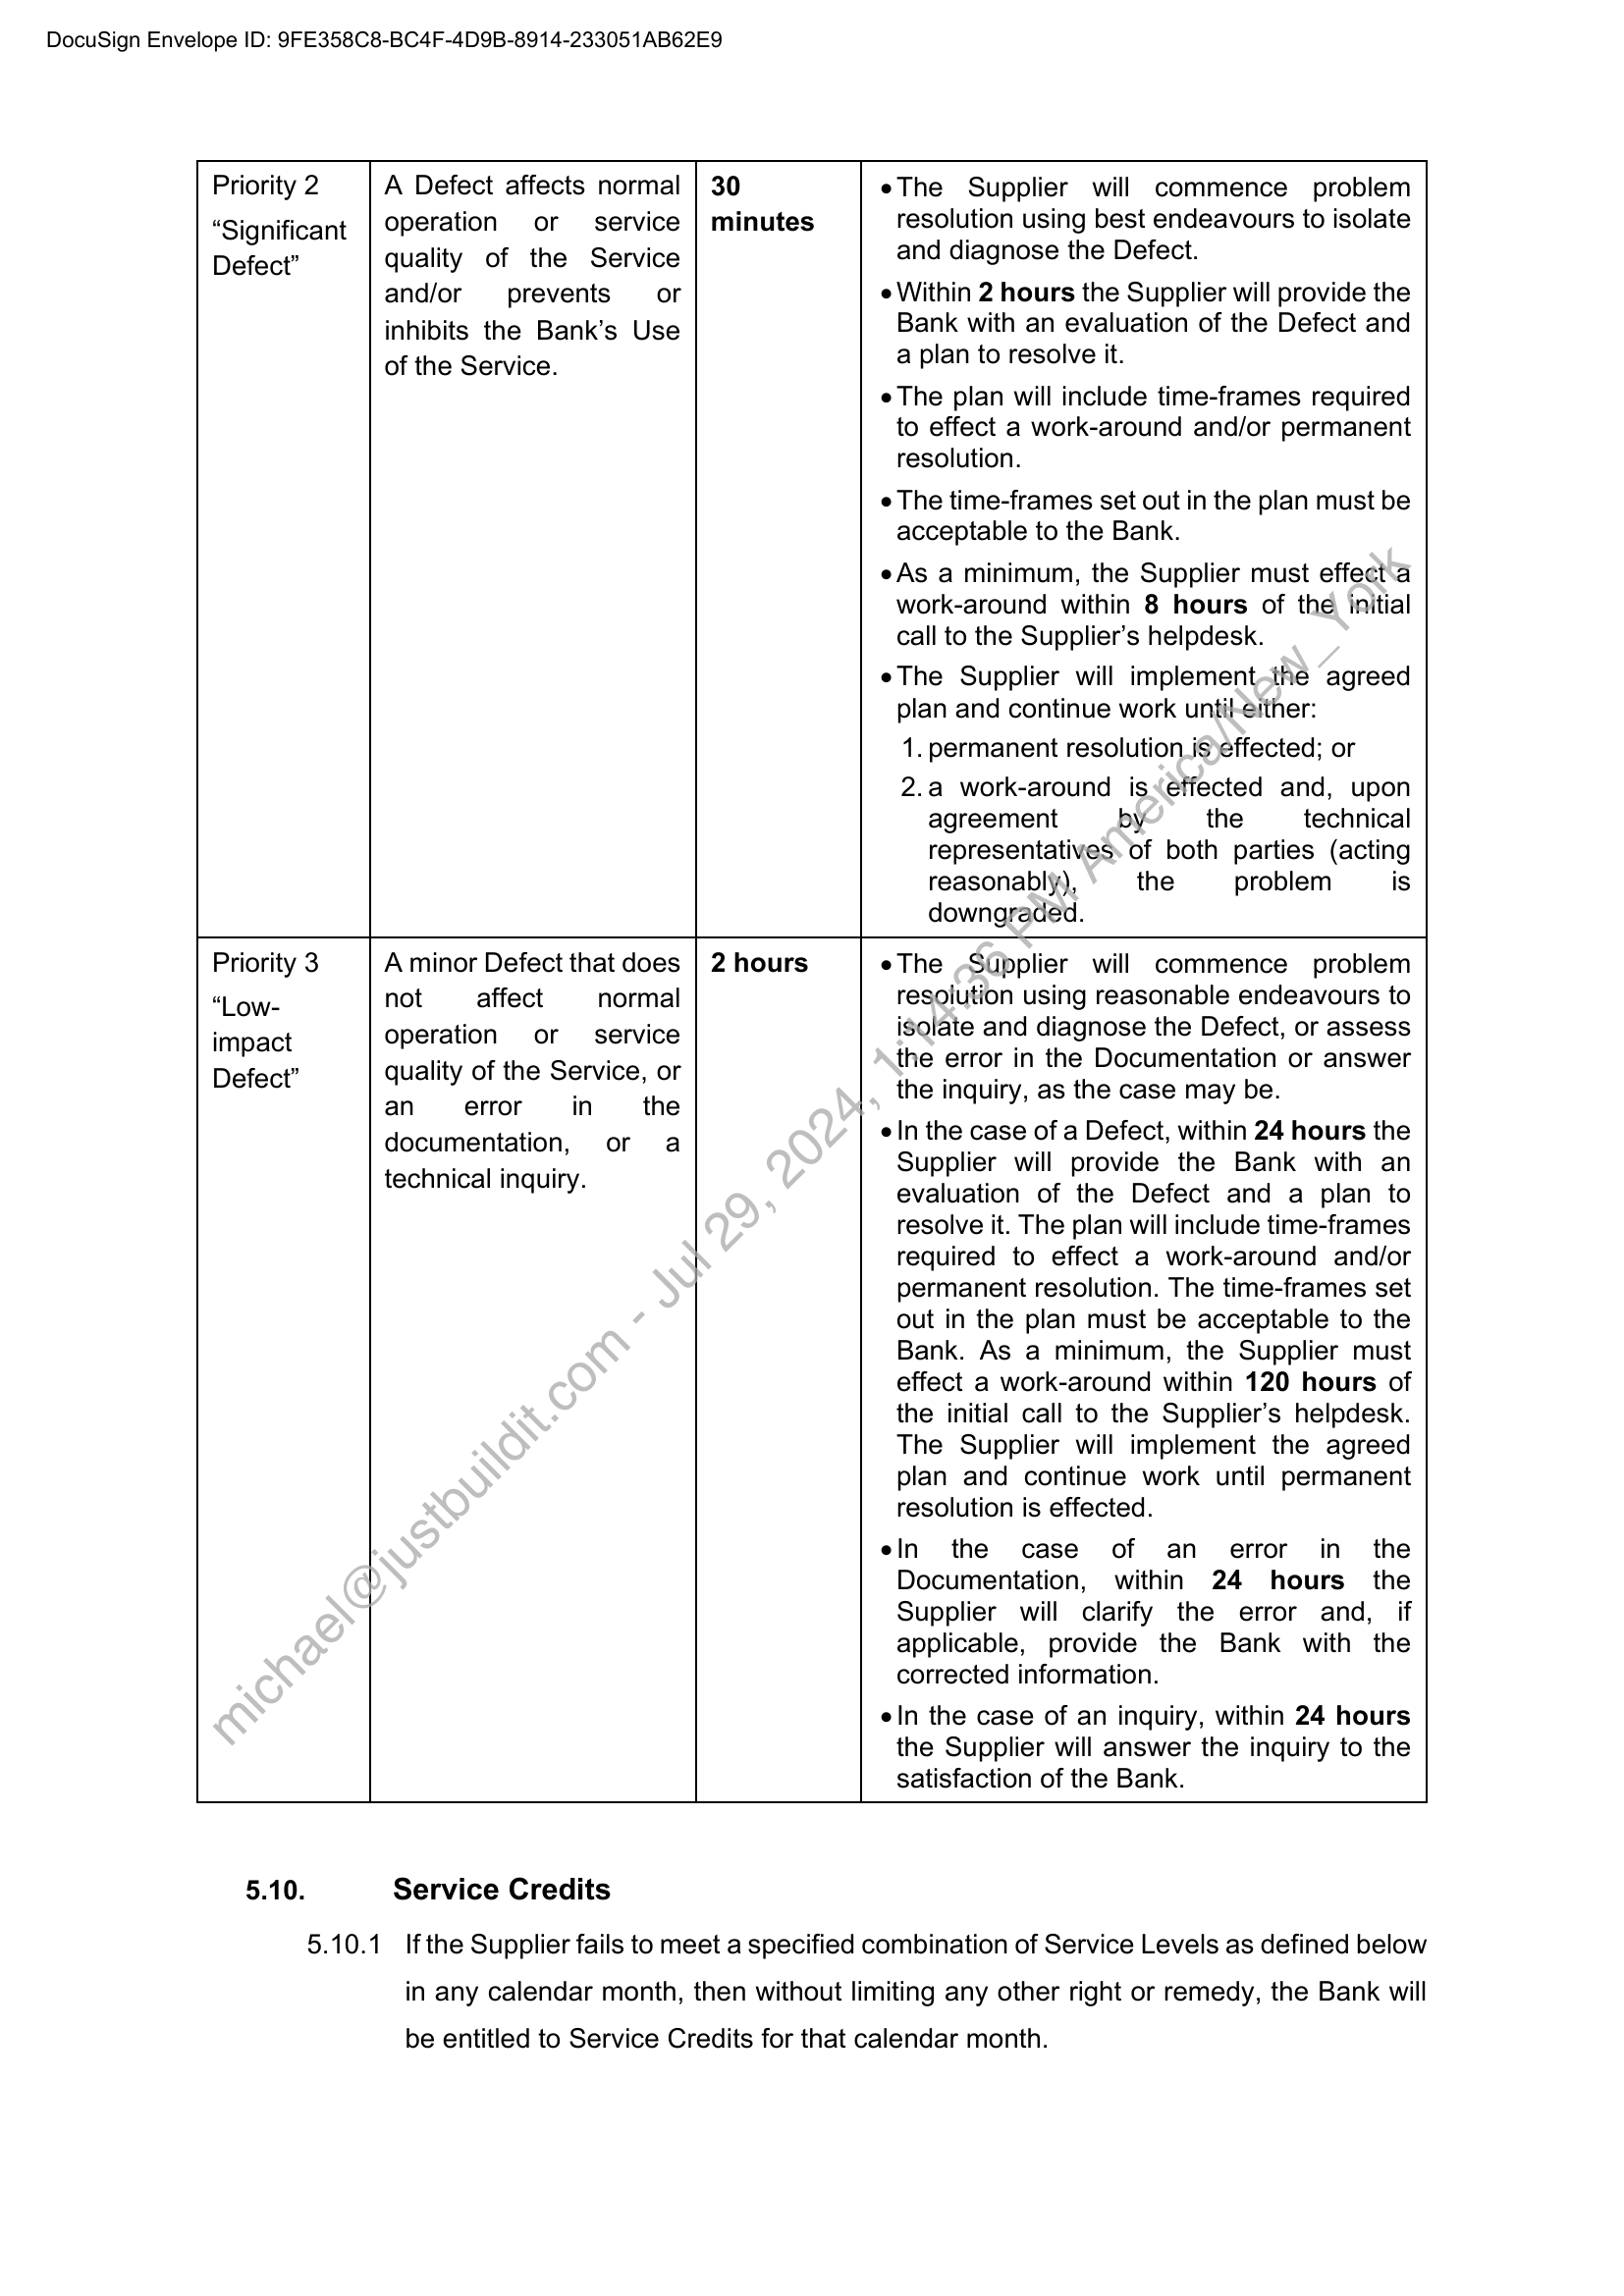 DocuSign Envelope ID: 9FE358C8-BC4F-4D9B-8914-233051AB62E9
Priority 2
“Significant
Defect”
A Defect affects normal
operation or service
quality of the Service
and/or prevents or
inhibits the Bank’s Use
of the Service.
30
minutes
• The Supplier will commence problem
resolution using best endeavours to isolate
and diagnose the Defect.
• Within 2 hours the Supplier will provide the
Bank with an evaluation of the Defect and
a plan to resolve it.
• The plan will include time-frames required
to effect a work-around and/or permanent
resolution.
• The time-frames set out in the plan must be
acceptable to the Bank.
• As a minimum, the Supplier must effect a
work-around within 8 hours of the initial
call to the Supplier’s helpdesk.
• The Supplier will implement the agreed
plan and continue work until either:
1. permanent resolution is effected; or
2. a work-around is effected and, upon
agreement by the technical
representatives of both parties (acting
reasonably), the problem is
downgraded.
Priority 3
“Low-
impact
Defect”
A minor Defect that does
not affect normal
operation or service
quality of the Service, or
an error in the
documentation, or a
technical inquiry.
2 hours
• The Supplier will commence problem
resolution using reasonable endeavours to
isolate and diagnose the Defect, or assess
the error in the Documentation or answer
the inquiry, as the case may be.
• In the case of a Defect, within 24 hours the
Supplier will provide the Bank with an
evaluation of the Defect and a plan to
resolve it. The plan will include time-frames
required to effect a work-around and/or
permanent resolution. The time-frames set
out in the plan must be acceptable to the
Bank. As a minimum, the Supplier must
effect a work-around within 120 hours of
the initial call to the Supplier’s helpdesk.
The Supplier will implement the agreed
plan and continue work until permanent
resolution is effected.
• In the case of an error in the
Documentation, within 24 hours the
Supplier will clarify the error and, if
applicable, provide the Bank with the
corrected information.
• In the case of an inquiry, within 24 hours
the Supplier will answer the inquiry to the
satisfaction of the Bank.
michael@justbuildit.com - Jul 29, 2024, 1:14:36 PM America/New_York
5.10. Service Credits
5.10.1 If the Supplier fails to meet a specified combination of Service Levels as defined below
in any calendar month, then without limiting any other right or remedy, the Bank will
be entitled to Service Credits for that calendar month.